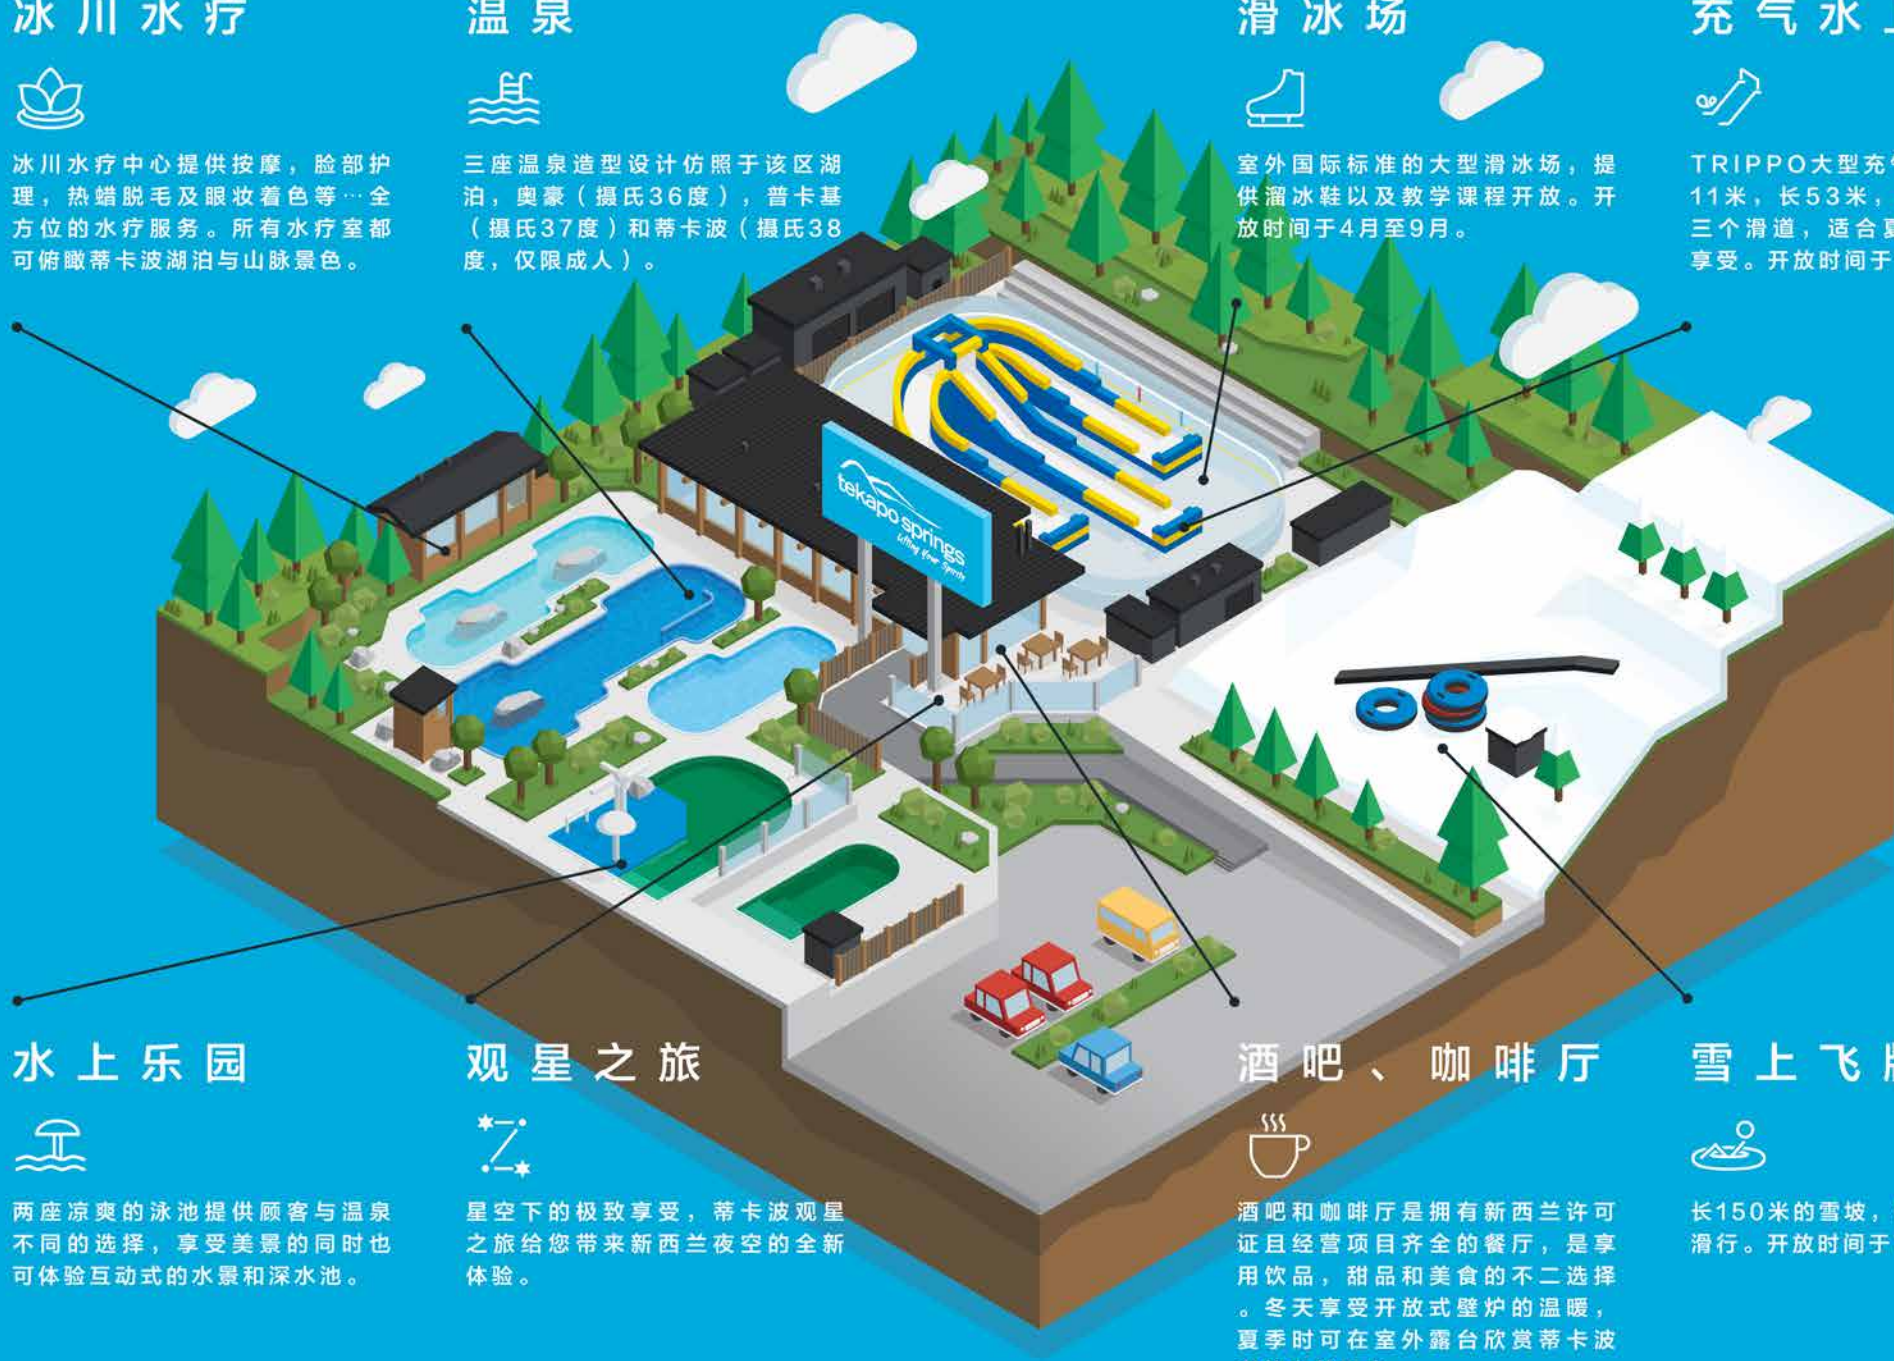 冰川水疗
冰川水疗中心提供按摩，脸部护
理，热蜡脱毛及眼妆着色等…全
方位的水疗服务。所有水疗室都
可俯瞰蒂卡波湖泊与山脉景色。
温泉
三座温泉造型设计仿照于该区湖
泊，奥豪（摄氏36度），普卡基
（摄氏37度）和蒂卡波（摄氏38
度，仅限成人）。
滑冰场
室外国际标准的大型滑冰场，提
供溜冰鞋以及教学课程开放。开
放时间于4月至9月。
充气水
TRIPPO大型充
11米，长53米，
三个滑道，适合
享受。开放时间于
tekapo springs
Lifting Your Spirits
水上乐园
两座凉爽的泳池提供顾客与温泉
不同的选择，享受美景的同时也
可体验互动式的水景和深水池。
观星之旅
星空下的极致享受，蒂卡波观星
之旅给您带来新西兰夜空的全新
体验。
酒吧、咖啡厅
酒吧和咖啡厅是拥有新西兰许可
证且经营项目齐全的餐厅，是享
用饮品，甜品和美食的不二选择
。冬天享受开放式壁炉的温暖，
夏季时可在室外露台欣赏蒂卡波
雪上飞
长150米的雪坡，
滑行。开放时间于